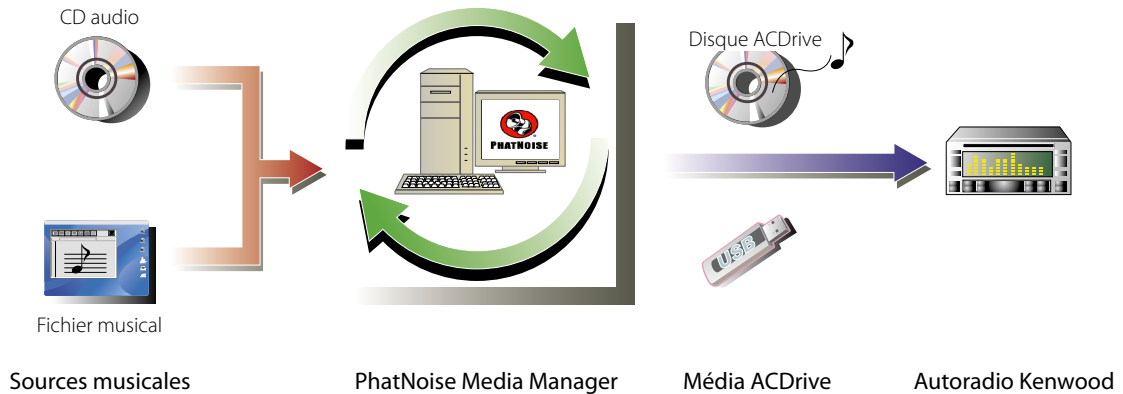 CD audio
Disque ACDrive
PHATNOISE
USB
Fichier musical
Sources musicales
PhatNoise Media Manager
Média ACDrive
Autoradio Kenwood